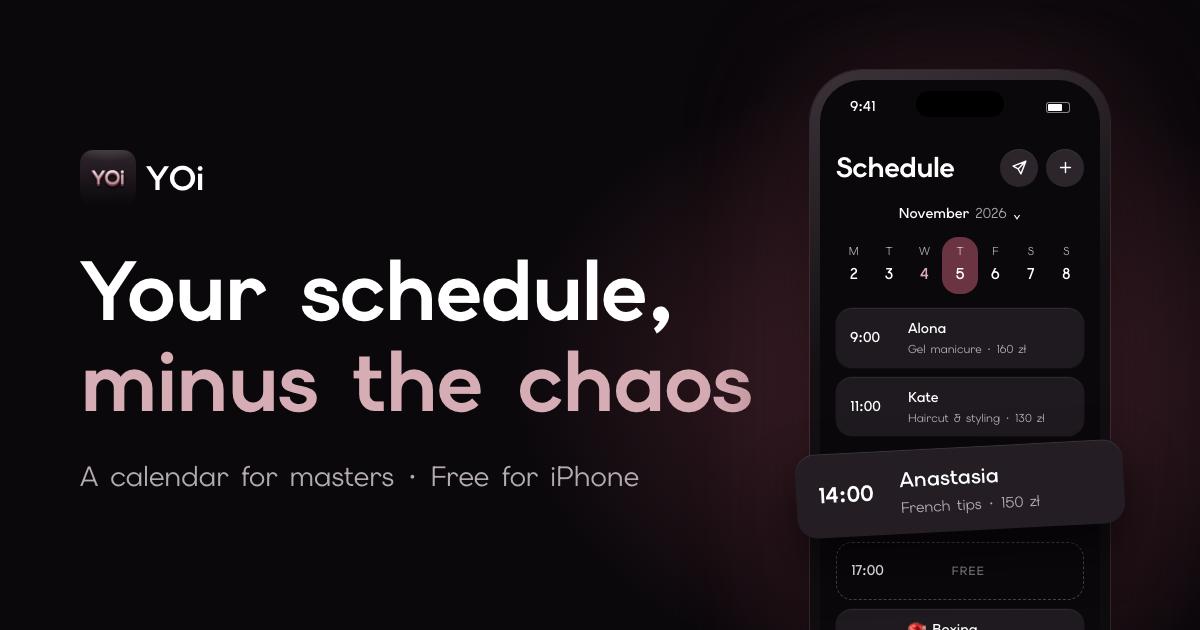 YOi YOi
Your schedule,
minus the chaos
A calendar for masters · Free for iPhone
9:41
Schedule
November 2026
M T W T F S S
2 3 4 5 6 7 8
9:00 Alona
Gel manicure · 160 zł
11:00 Kate
Haircut & styling · 130 zł
14:00 Anastasia
French tips · 150 zł
17:00 FREE
Boxing